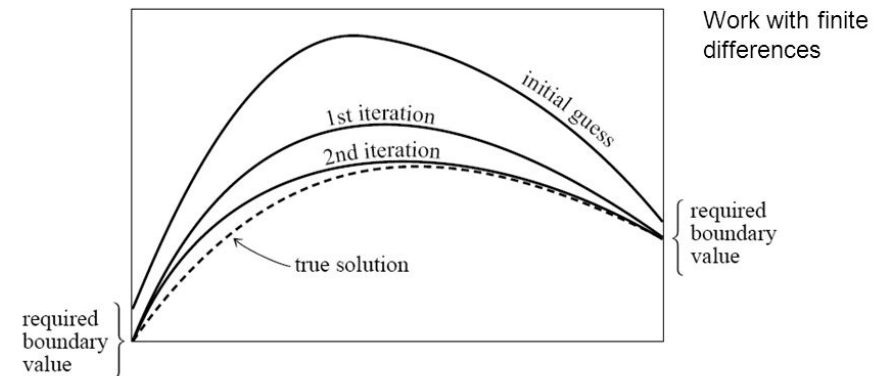 Work with finite
differences
initial guess
1st iteration
2nd iteration
true solution
required
boundary
value
required
boundary
value